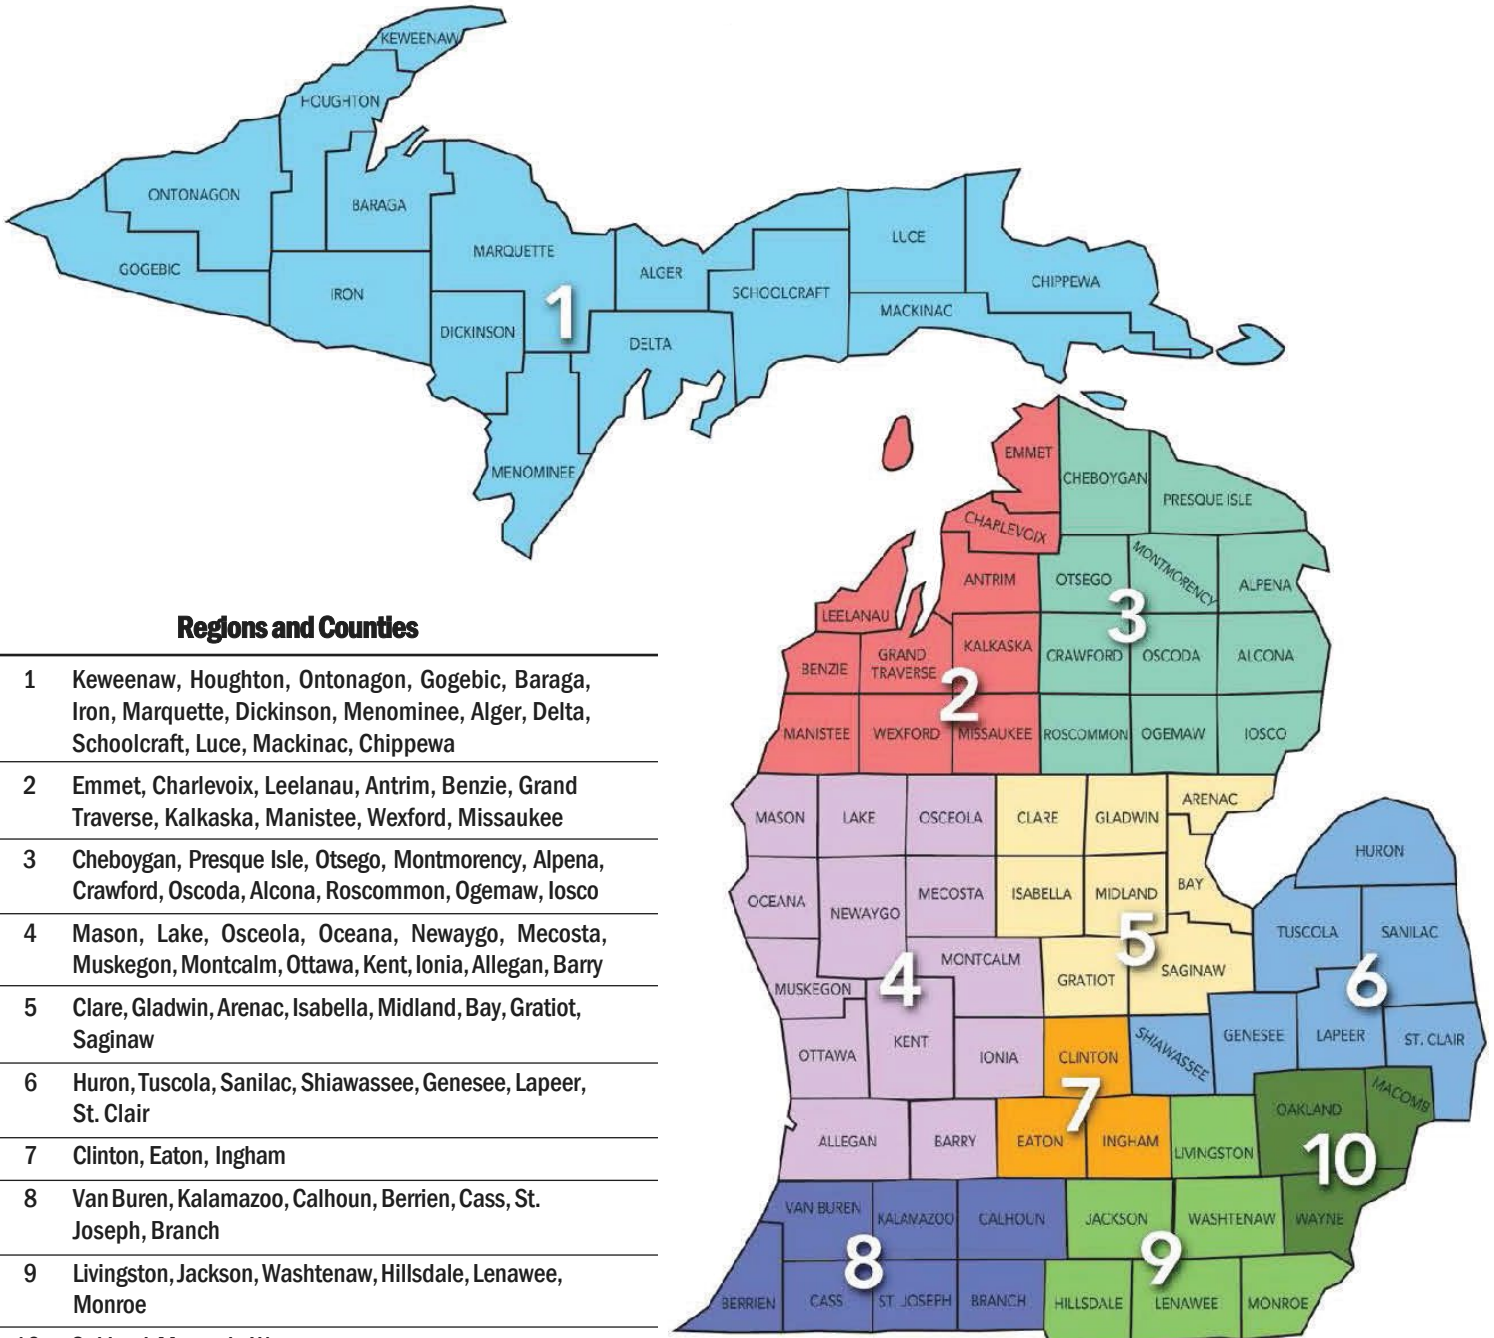 KEWEENAW
HOUGHTON
ONTONAGON
BARAGA
GOGEBIC
IRON
MARQUETTE
DICKINSON
1
ALGER
DELTA
SCHOOLCRAFT
LUCE
MACKINAC
CHIPPEWA
MENOMINEE
EMMET
CHEBOYGAN
PRESQUE ISLE
CHARLEVOIX
ANTRIM
OTSEGO
MONTMORENCY
ALPENA
3
LEELANAU
BENZIE
GRAND
TRAVERSE
KALKASKA
CRAWFORD
OSCODA
ALCONA
2
MANISTEE
WEXFORD
MISSAUKEE
ROSCOMMON
OGEMAW
IOSCO
MASON
LAKE
OSCEOLA
CLARE
GLADWIN
ARENAC
HURON
OCEANA
NEWAYGO
MECOSTA
ISABELLA
MIDLAND
BAY
5
TUSCOLA
SANILAC
MUSKEGON
4
MONTCALM
GRATIOT
SAGINAW
6
OTTAWA
KENT
IONIA
CLINTON
SHIAWASSEE
GENESEE
LAPEER
ST. CLAIR
7
ALLEGAN
BARRY
EATON
INGHAM
LIVINGSTON
OAKLAND
MACOMB
10
VAN BUREN
KALAMAZOO
CALHOUN
JACKSON
WASHTENAW
WAYNE
8
9
BERRIEN
CASS
ST. JOSEPH
BRANCH
HILLSDALE
LENAWEE
MONROE
Regions and Counties
1 Keweenaw, Houghton, Ontonagon, Gogebic, Baraga,
Iron, Marquette, Dickinson, Menominee, Alger, Delta,
Schoolcraft, Luce, Mackinac, Chippewa
2 Emmet, Charlevoix, Leelanau, Antrim, Benzie, Grand
Traverse, Kalkaska, Manistee, Wexford, Missaukee
3 Cheboygan, Presque Isle, Otsego, Montmorency, Alpena,
Crawford, Oscoda, Alcona, Roscommon, Ogemaw, Iosco
4 Mason, Lake, Osceola, Oceana, Newaygo, Mecosta,
Muskegon, Montcalm, Ottawa, Kent, Ionia, Allegan, Barry
5 Clare, Gladwin, Arenac, Isabella, Midland, Bay, Gratiot,
Saginaw
6 Huron, Tuscola, Sanilac, Shiawassee, Genesee, Lapeer,
St. Clair
7 Clinton, Eaton, Ingham
8 Van Buren, Kalamazoo, Calhoun, Berrien, Cass, St.
Joseph, Branch
9 Livingston, Jackson, Washtenaw, Hillsdale, Lenawee,
Monroe